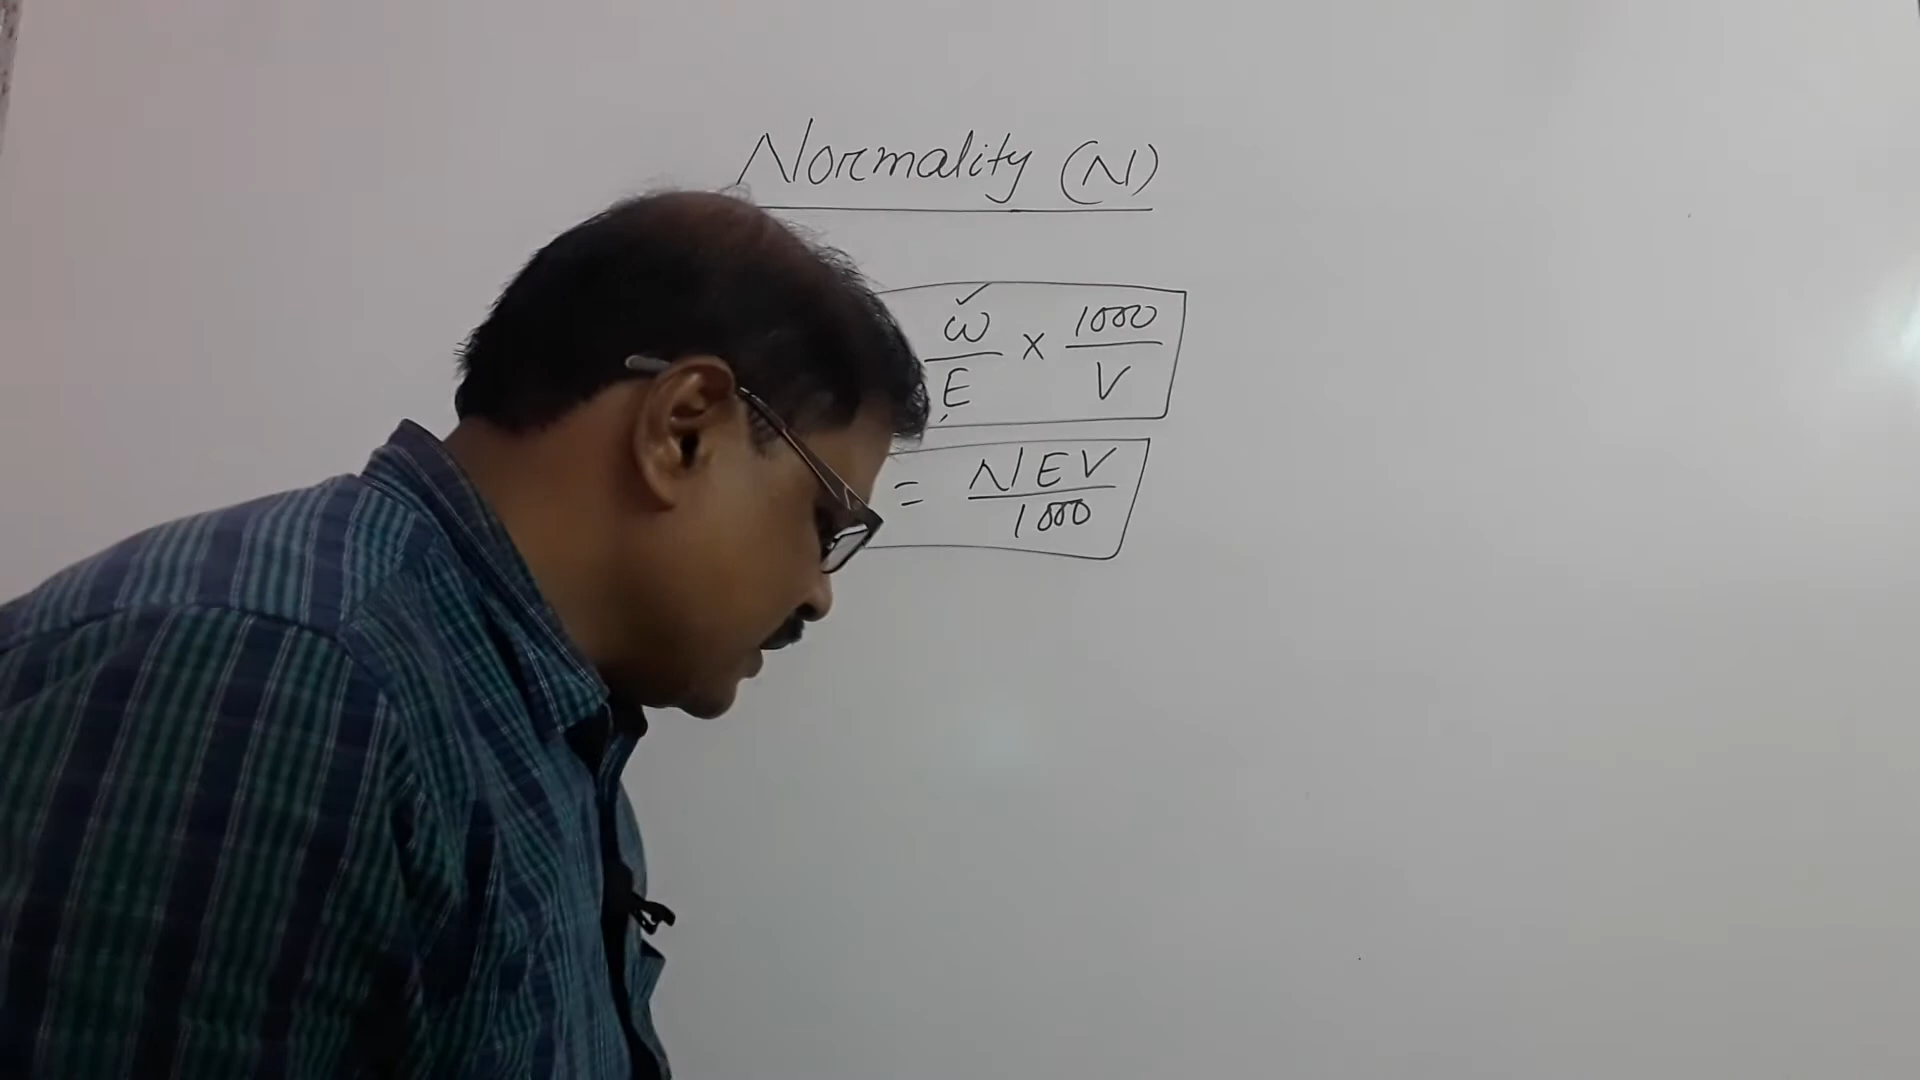 Normality (N)
w/E × 1000/V
= NEV/1000